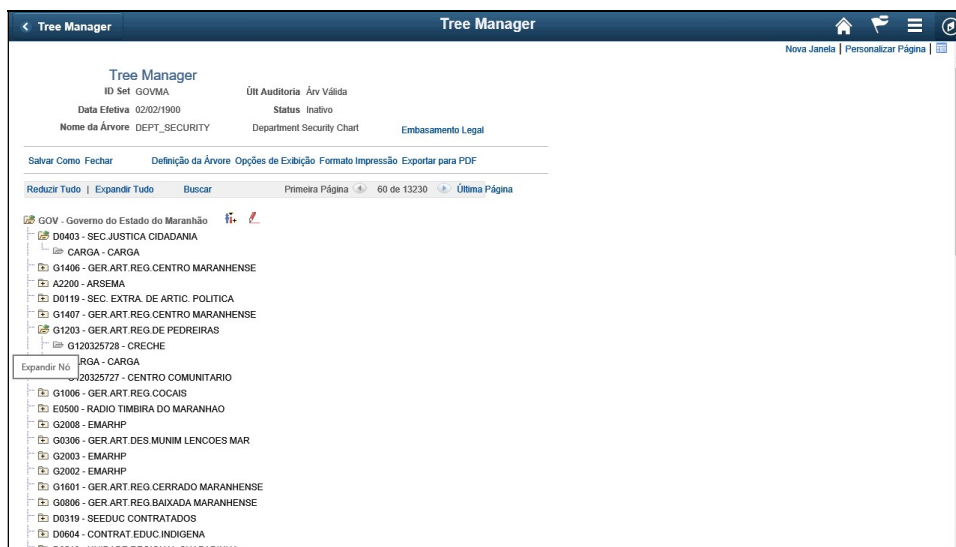 Tree Manager
Tree Manager
Nova Janela | Personalizar Página |
Tree Manager
ID Set GOVMA Últ Auditoria Árv Válida
Data Efetiva 02/02/1900 Status Inativo
Nome da Árvore DEPT_SECURITY Department Security Chart Embasamento Legal
Salvar Como Fechar Definição da Árvore Opções de Exibição Formato Impressão Exportar para PDF
Reduzir Tudo | Expandir Tudo Buscar Primeira Página 60 de 13230 Última Página
GOV - Governo do Estado do Maranhão
D0403 - SEC.JUSTICA CIDADANIA
CARGA - CARGA
G1406 - GER.ART.REG.CENTRO MARANHENSE
A2200 - ARSEMA
D0119 - SEC. EXTRA. DE ARTIC. POLITICA
G1407 - GER.ART.REG.CENTRO MARANHENSE
G1203 - GER.ART.REG.DE PEDREIRAS
G120325728 - CRECHE
- CARGA
Expandir Nó
- CENTRO COMUNITARIO
G1006 - GER.ART.REG.COCAIS
E0500 - RADIO TIMBIRA DO MARANHAO
G2008 - EMARHP
G0306 - GER.ART.DES.MUNIM LENCOES MAR
G2003 - EMARHP
G2002 - EMARHP
G1601 - GER.ART.REG.CERRADO MARANHENSE
G0806 - GER.ART.REG.BAIXADA MARANHENSE
D0319 - SEEDUC CONTRATADOS
D0604 - CONTRAT.EDUC.INDIGENA